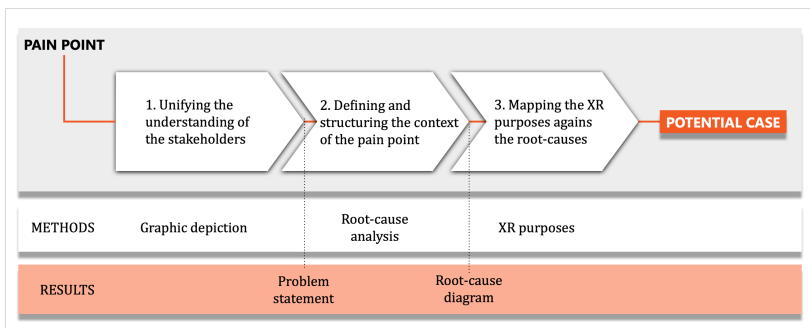 PAIN POINT
1. Unifying the
understanding of
the stakeholders
2. Defining and
structuring the context
of the pain point
3. Mapping the XR
purposes agains
the root-causes
POTENTIAL CASE
METHODS
Graphic depiction
Root-cause
analysis
XR purposes
RESULTS
Problem
statement
Root-cause
diagram